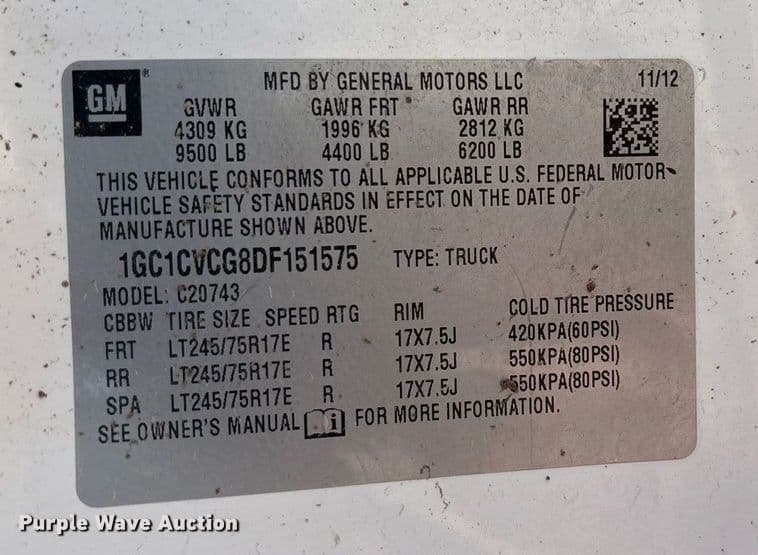 GM ® MFD BY GENERAL MOTORS LLC 11/12
GVWR GAWR FRT GAWR RR
4309 KG 1996 KG 2812 KG
9500 LB 4400 LB 6200 LB
THIS VEHICLE CONFORMS TO ALL APPLICABLE U.S. FEDERAL MOTOR
VEHICLE SAFETY STANDARDS IN EFFECT ON THE DATE OF
MANUFACTURE SHOWN ABOVE.
1GC1CVCG8DF151575 TYPE: TRUCK
MODEL: C20743
CBBW TIRE SIZE SPEED RTG RIM COLD TIRE PRESSURE
FRT LT245/75R17E R 17X7.5J 420KPA(60PSI)
RR LT245/75R17E R 17X7.5J 550KPA(80PSI)
SPA LT245/75R17E R 17X7.5J 550KPA(80PSI)
SEE OWNER'S MANUAL i FOR MORE INFORMATION.
Purple Wave Auction